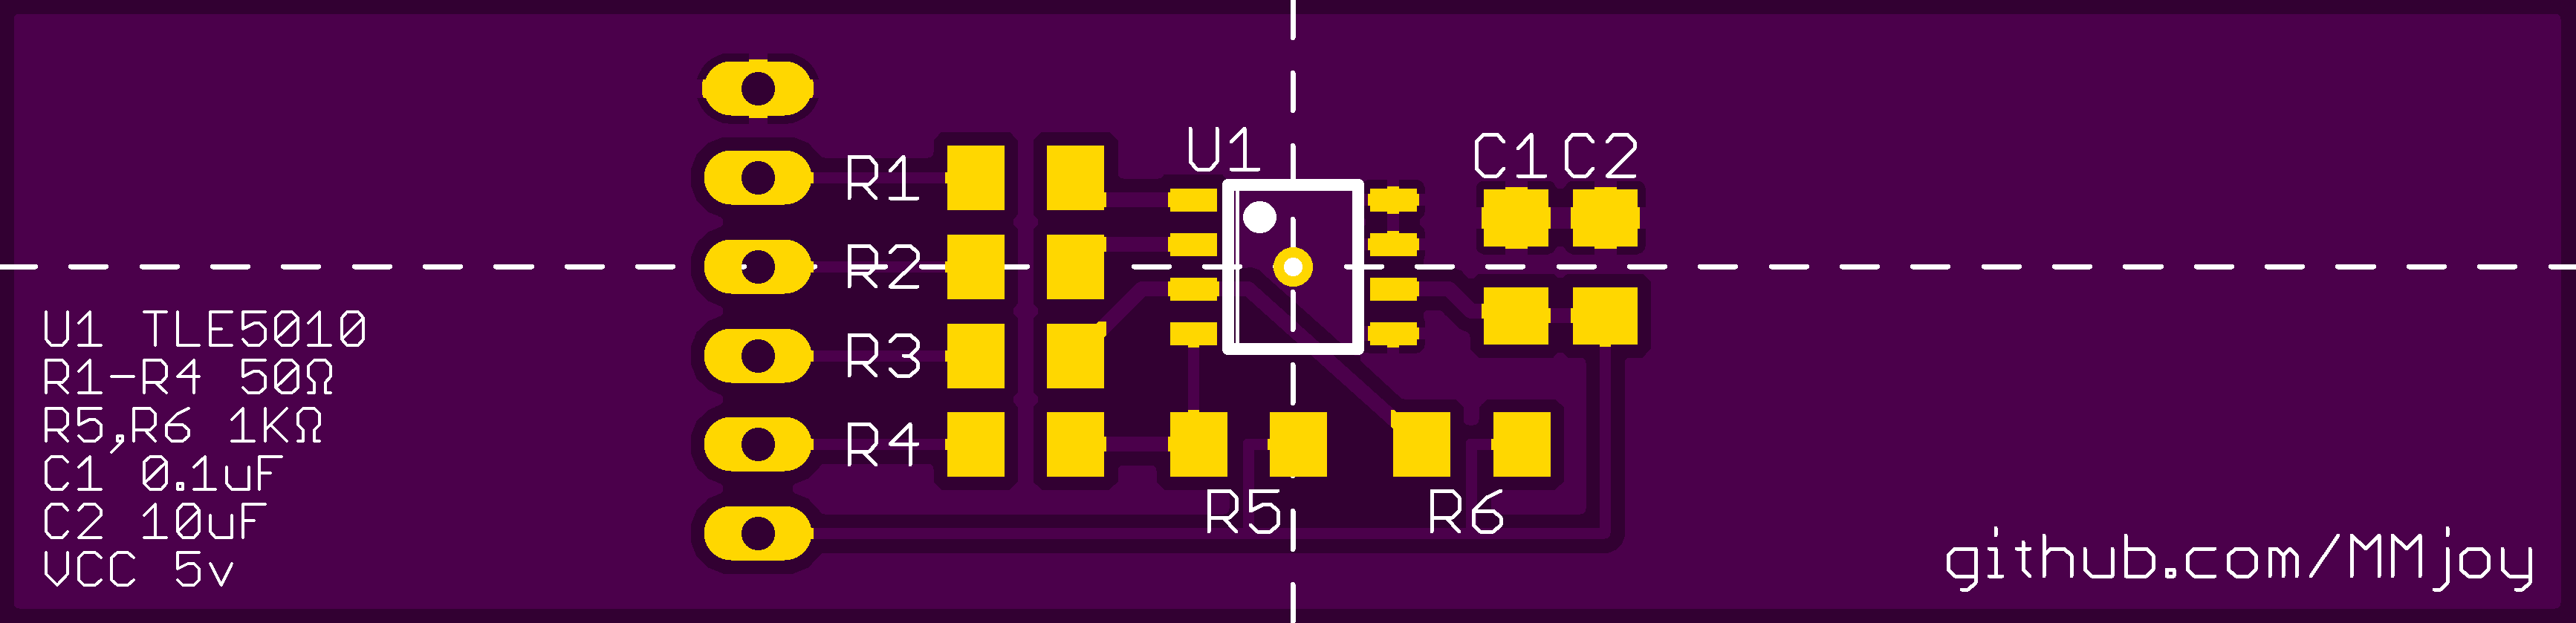 U1
C1 C2
R1
R2
R3
R4
R5
R6
U1 TLE5010
R1-R4 50Ω
R5,R6 1KΩ
C1 0.1uF
C2 10uF
VCC 5v
github.com/MMjoy